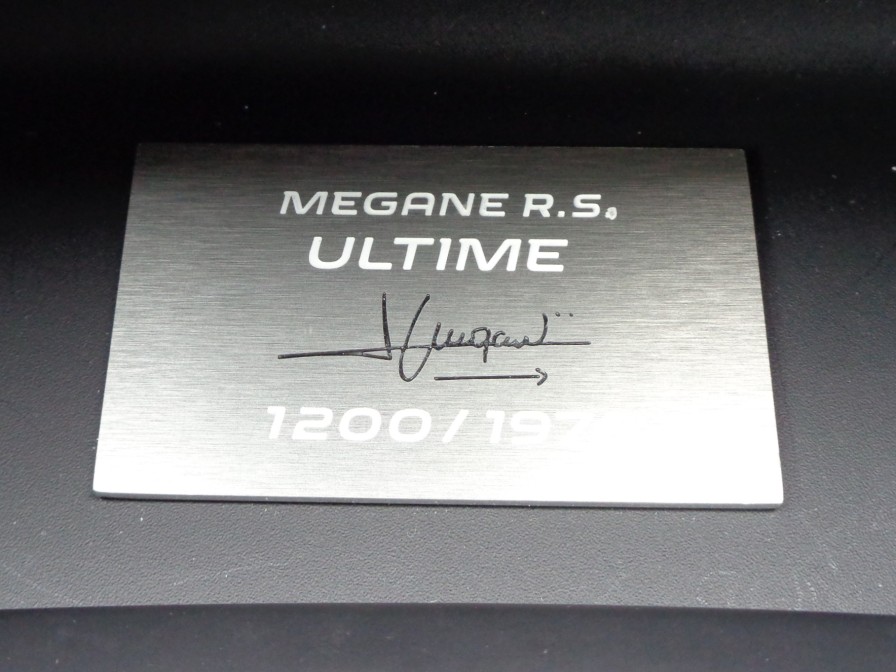 MEGANE R.S.
ULTIME
1200/197